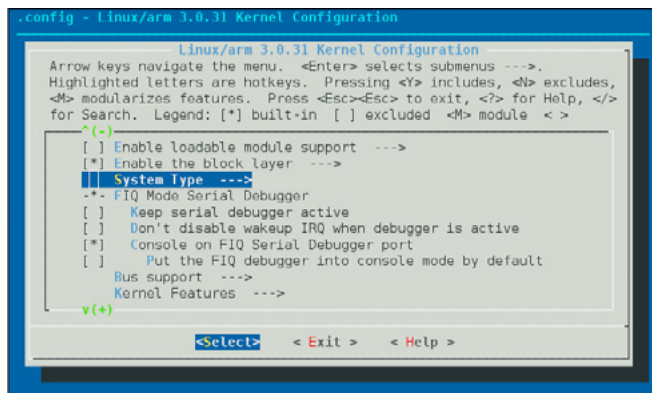 .config - Linux/arm 3.0.31 Kernel Configuration
Linux/arm 3.0.31 Kernel Configuration
Arrow keys navigate the menu.  <Enter> selects submenus --->.
Highlighted letters are hotkeys.  Pressing <Y> includes, <N> excludes,
<M> modularizes features.  Press <Esc><Esc> to exit, <?> for Help, </>
for Search.  Legend: [*] built-in  [ ] excluded  <M> module  < >
^(-)
[ ] Enable loadable module support  --->
[*] Enable the block layer  --->
System Type  --->
-*- FIQ Mode Serial Debugger
[ ]   Keep serial debugger active
[ ]   Don't disable wakeup IRQ when debugger is active
[*]   Console on FIQ Serial Debugger port
[ ]     Put the FIQ debugger into console mode by default
Bus support  --->
Kernel Features  --->
v(+)
<Select>    < Exit >    < Help >